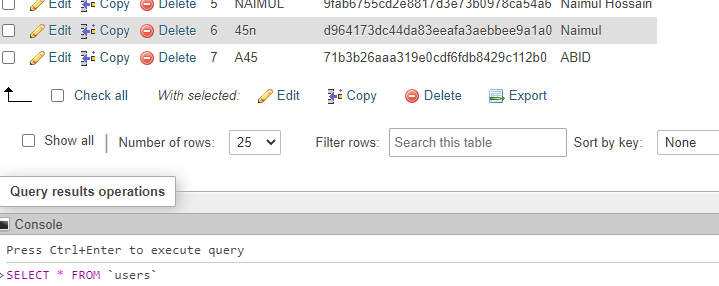 Edit Copy Delete 5 NAIMUL 9fab6755cd2e8817d3e73b0978ca54a6 Naimul Hossain
Edit Copy Delete 6 45n d964173dc44da83eeafa3aebbee9a1a0 Naimul
Edit Copy Delete 7 A45 71b3b26aaa319e0cdf6fdb8429c112b0 ABID
Check all With selected: Edit Copy Delete Export
Show all Number of rows: 25 Filter rows: Search this table Sort by key: None
Query results operations
Console
Press Ctrl+Enter to execute query
>SELECT * FROM `users`